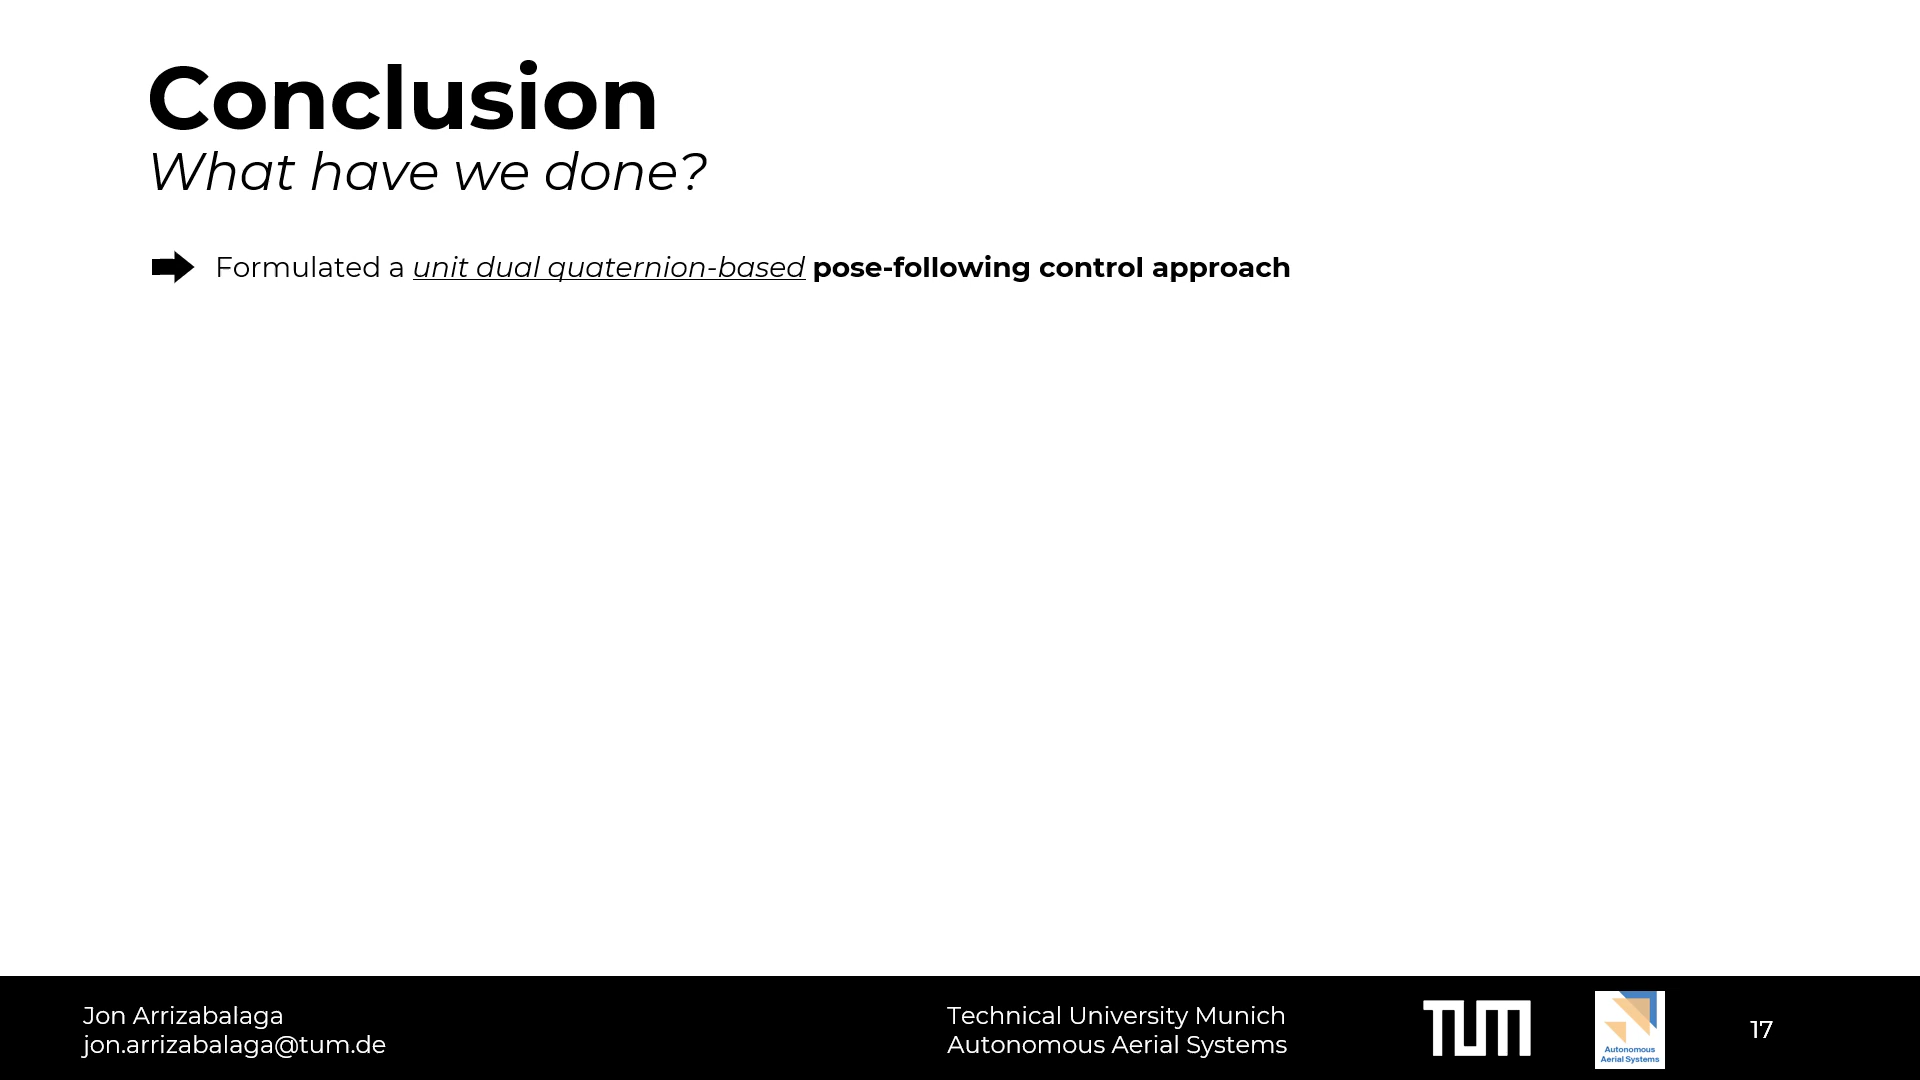 Conclusion
What have we done?
Formulated a unit dual quaternion-based pose-following control approach
Jon Arrizabalaga
jon.arrizabalaga@tum.de
Technical University Munich
Autonomous Aerial Systems
TUM
Autonomous
Aerial Systems
17